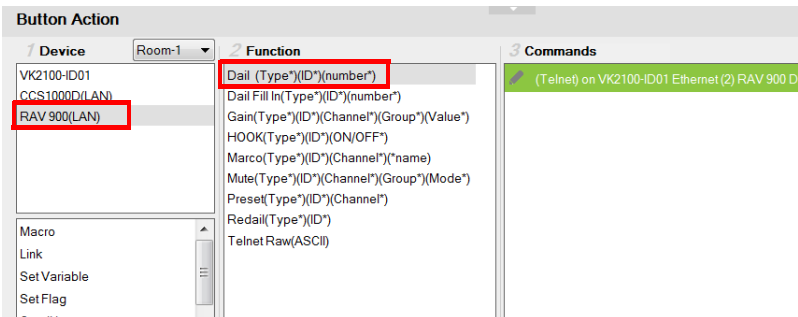 Button Action
1 Device
Room-1
VK2100-ID01
CCS1000D(LAN)
RAV 900(LAN)
Macro
Link
Set Variable
Set Flag
2 Function
Dail (Type*)(ID*)(number*)
Dail Fill In(Type*)(ID*)(number*)
Gain(Type*)(ID*)(Channel*)(Group*)(Value*)
HOOK(Type*)(ID*)(ON/OFF*)
Marco(Type*)(ID*)(Channel*)(*name)
Mute(Type*)(ID*)(Channel*)(Group*)(Mode*)
Preset(Type*)(ID*)(Channel*)
Redail(Type*)(ID*)
Telnet Raw(ASCII)
3 Commands
(Telnet) on VK2100-ID01 Ethernet (2) RAV 900 D